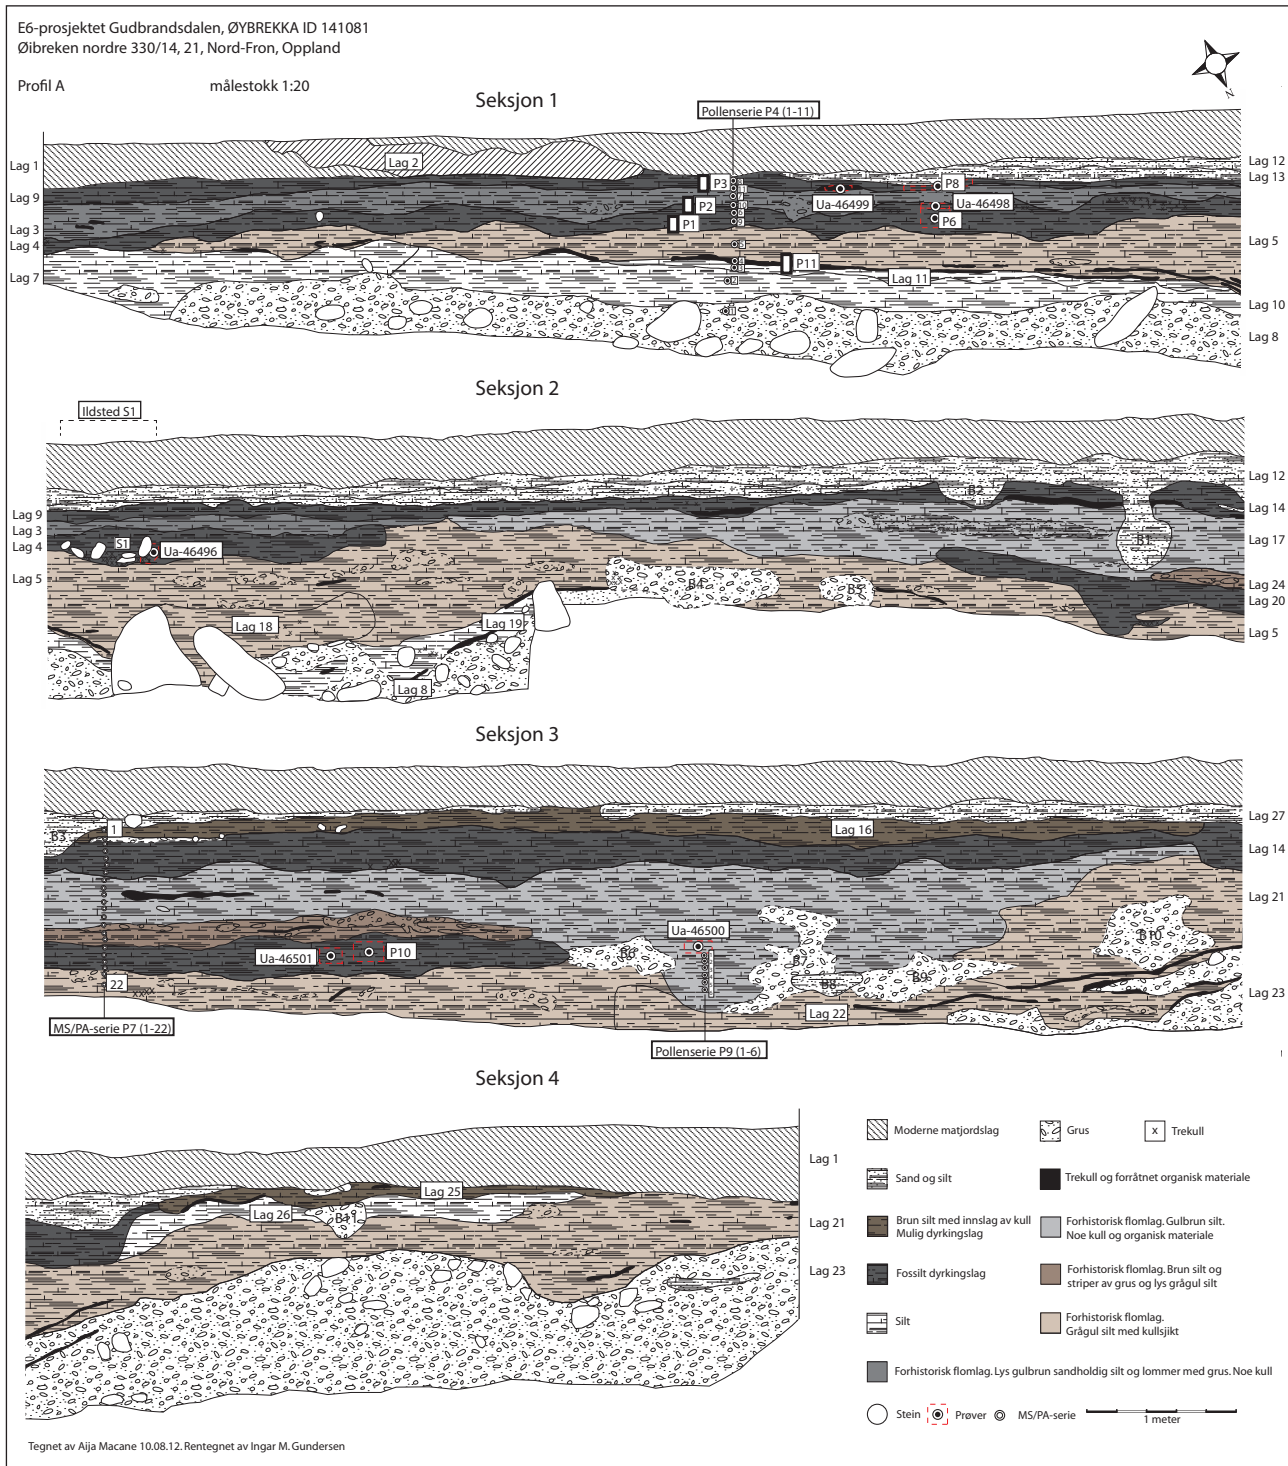 E6-prosjektet Gudbrandsdalen, ØYBREKKA ID 141081
Øibreken nordre 330/14, 21, Nord-Fron, Oppland
Profil A
målestokk 1:20
N
Seksjon 1
Pollenserie P4 (1-11)
Lag 1
Lag 2
Lag 12
Lag 13
P3
P8
Ua-46499
Lag 9
P2
Ua-46498
P1
P6
Lag 3
Lag 4
Lag 5
P11
Lag 7
Lag 11
Lag 10
Lag 8
Seksjon 2
Ildsted S1
Lag 12
B2
Lag 9
Lag 14
Lag 3
S1
Ua-46496
Lag 4
B1
Lag 17
Lag 5
B4
B5
Lag 24
Lag 20
Lag 18
Lag 19
Lag 5
Lag 8
Seksjon 3
1
B3
Lag 16
Lag 27
Lag 14
Lag 21
Ua-46500
Ua-46501
P10
B6
B7
B8
B9
B10
22
Lag 22
Lag 23
MS/PA-serie P7 (1-22)
Pollenserie P9 (1-6)
Seksjon 4
Lag 1
Lag 25
Lag 26
B11
Lag 21
Lag 23
Moderne matjordslag
Grus
x Trekull
Sand og silt
Trekull og forråtnet organisk materiale
Brun silt med innslag av kull
Mulig dyrkingslag
Forhistorisk flomlag. Gulbrun silt.
Noe kull og organisk materiale
Fossilt dyrkingslag
Forhistorisk flomlag. Brun silt og
striper av grus og lys grågul silt
Silt
Forhistorisk flomlag.
Grågul silt med kullsjikt
Forhistorisk flomlag. Lys gulbrun sandholdig silt og lommer med grus. Noe kull
Stein
Prøver
MS/PA-serie
1 meter
Tegnet av Aija Macane 10.08.12. Rentegnet av Ingar M. Gundersen